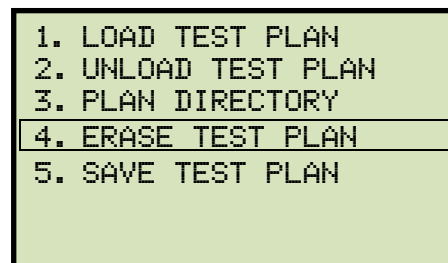 1. LOAD TEST PLAN
2. UNLOAD TEST PLAN
3. PLAN DIRECTORY
4. ERASE TEST PLAN
5. SAVE TEST PLAN